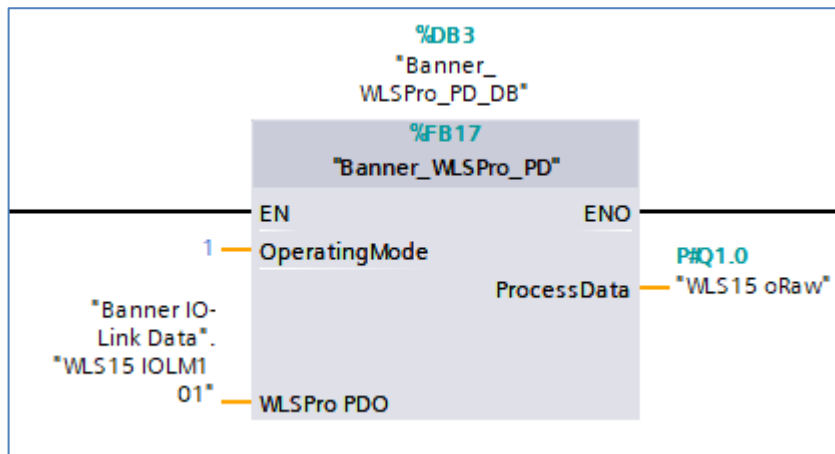 %DB3
"Banner_
WLSPro_PD_DB"
%FB17
"Banner_WLSPro_PD"
EN
ENO
1
OperatingMode
P#Q1.0
ProcessData
"WLS15 oRaw"
"Banner IO-
Link Data".
"WLS15 IOLM1
01"
WLSPro PDO